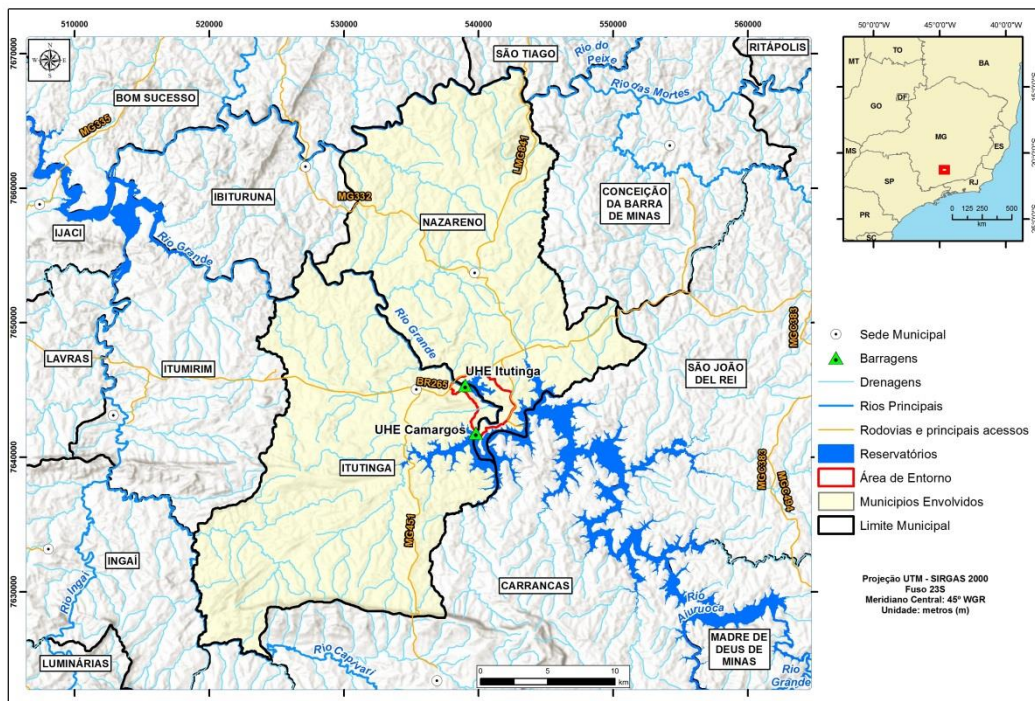 510000
520000
530000
540000
550000
560000
7670000
7660000
7650000
7640000
7630000
N
S
SÃO TIAGO
RITÁPOLIS
Rio do
Peixe
Rio das Mortes
BOM SUCESSO
MG335
LMG841
IBITURUNA
MG332
CONCEIÇÃO
DA BARRA
DE MINAS
NAZARENO
IJACI
Rio Grande
Rio Grande
MGC383
LAVRAS
ITUMIRIM
UHE Itutinga
SÃO JOÃO
DEL REI
BR265
UHE Camargos
ITUTINGA
MGC383
MGC494
MG451
INGAÍ
CARRANCAS
Rio Ingaí
Rio
Aiuruoca
MADRE DE
DEUS DE
MINAS
LUMINÁRIAS
Rio Capivari
Rio
Grande
0 5 10
km
50°0'0"W
45°0'0"W
40°0'0"W
TO
MT
BA
GO
DF
MG
MS
ES
SP
RJ
PR
SC
0 125 250 500
km
Sede Municipal
Barragens
Drenagens
Rios Principais
Rodovias e principais acessos
Reservatórios
Área de Entorno
Municipios Envolvidos
Limite Municipal
Projeção UTM - SIRGAS 2000
Fuso 23S
Meridiano Central: 45º WGR
Unidade: metros (m)